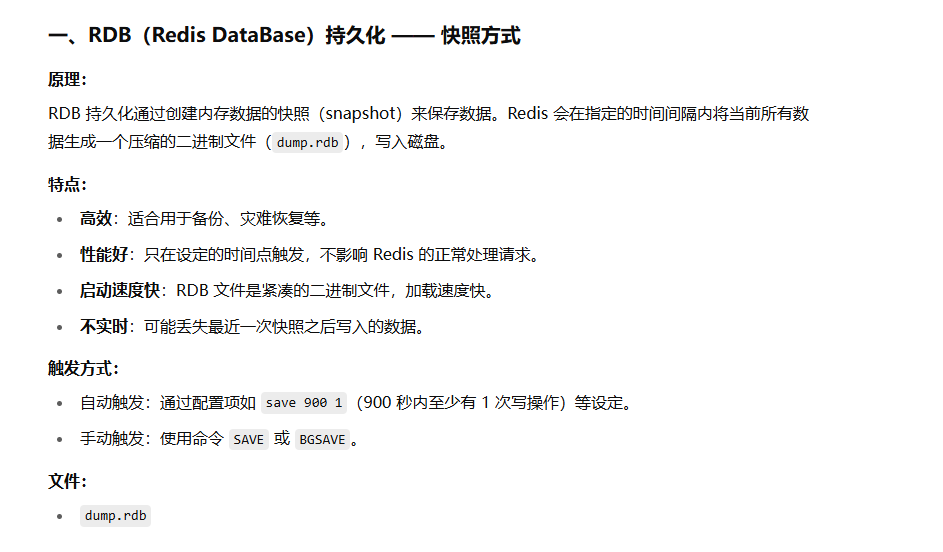 一、RDB（Redis DataBase）持久化 —— 快照方式
原理：
RDB 持久化通过创建内存数据的快照（snapshot）来保存数据。Redis 会在指定的时间间隔内将当前所有数
据生成一个压缩的二进制文件（dump.rdb），写入磁盘。
特点：
• 高效：适合用于备份、灾难恢复等。
• 性能好：只在设定的时间点触发，不影响 Redis 的正常处理请求。
• 启动速度快：RDB 文件是紧凑的二进制文件，加载速度快。
• 不实时：可能丢失最近一次快照之后写入的数据。
触发方式：
• 自动触发：通过配置项如 save 900 1（900 秒内至少有 1 次写操作）等设定。
• 手动触发：使用命令 SAVE 或 BGSAVE。
文件：
• dump.rdb